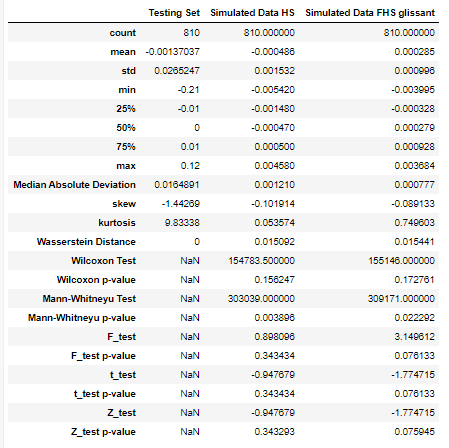 Testing Set Simulated Data HS Simulated Data FHS glissant
count 810 810.000000 810.000000
mean -0.00137037 -0.000486 0.000285
std 0.0265247 0.001532 0.000996
min -0.21 -0.005420 -0.003995
25% -0.01 -0.001480 -0.000328
50% 0 -0.000470 0.000279
75% 0.01 0.000500 0.000928
max 0.12 0.004580 0.003684
Median Absolute Deviation 0.0164891 0.001210 0.000777
skew -1.44269 -0.101914 -0.089133
kurtosis 9.83338 0.053574 0.749603
Wasserstein Distance 0 0.015092 0.015441
Wilcoxon Test NaN 154783.500000 155146.000000
Wilcoxon p-value NaN 0.156247 0.172761
Mann-Whitneyu Test NaN 303039.000000 309171.000000
Mann-Whitneyu p-value NaN 0.003896 0.022292
F_test NaN 0.898096 3.149612
F_test p-value NaN 0.343434 0.076133
t_test NaN -0.947679 -1.774715
t_test p-value NaN 0.343434 0.076133
Z_test NaN -0.947679 -1.774715
Z_test p-value NaN 0.343293 0.075945